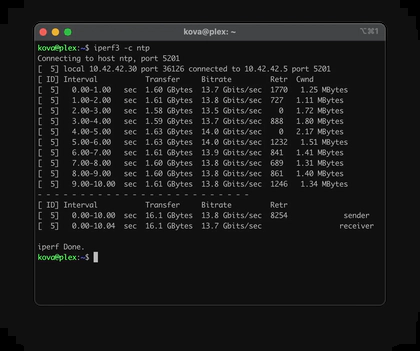 kova@plex: ~
⌥⌘1
kova@plex:~$ iperf3 -c ntp
Connecting to host ntp, port 5201
[  5] local 10.42.42.30 port 36126 connected to 10.42.42.5 port 5201
[ ID] Interval           Transfer     Bitrate         Retr  Cwnd
[  5]   0.00-1.00   sec  1.60 GBytes  13.7 Gbits/sec  1770   1.25 MBytes
[  5]   1.00-2.00   sec  1.61 GBytes  13.8 Gbits/sec  727   1.11 MBytes
[  5]   2.00-3.00   sec  1.58 GBytes  13.5 Gbits/sec    0   1.72 MBytes
[  5]   3.00-4.00   sec  1.59 GBytes  13.7 Gbits/sec  888   1.80 MBytes
[  5]   4.00-5.00   sec  1.63 GBytes  14.0 Gbits/sec    0   2.17 MBytes
[  5]   5.00-6.00   sec  1.63 GBytes  14.0 Gbits/sec  1232   1.51 MBytes
[  5]   6.00-7.00   sec  1.61 GBytes  13.9 Gbits/sec  841   1.41 MBytes
[  5]   7.00-8.00   sec  1.60 GBytes  13.8 Gbits/sec  689   1.31 MBytes
[  5]   8.00-9.00   sec  1.61 GBytes  13.8 Gbits/sec  861   1.40 MBytes
[  5]   9.00-10.00  sec  1.61 GBytes  13.8 Gbits/sec  1246   1.34 MBytes
- - - - - - - - - - - - - - - - - - - - - - - - -
[ ID] Interval           Transfer     Bitrate         Retr
[  5]   0.00-10.00  sec  16.1 GBytes  13.8 Gbits/sec  8254             sender
[  5]   0.00-10.04  sec  16.1 GBytes  13.7 Gbits/sec                  receiver
iperf Done.
kova@plex:~$